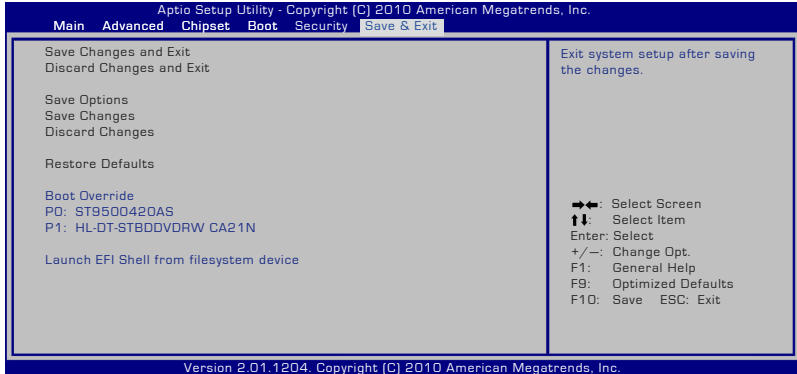 Aptio Setup Utility - Copyright (C) 2010 American Megatrends, Inc.
Main Advanced Chipset Boot Security Save & Exit
Save Changes and Exit
Discard Changes and Exit
Save Options
Save Changes
Discard Changes
Restore Defaults
Boot Override
P0: ST9500420AS
P1: HL-DT-STBDDVDRW CA21N
Launch EFI Shell from filesystem device
Exit system setup after saving
the changes.
→←: Select Screen
↑↓: Select Item
Enter: Select
+/—: Change Opt.
F1: General Help
F9: Optimized Defaults
F10: Save ESC: Exit
Version 2.01.1204. Copyright (C) 2010 American Megatrends, Inc.